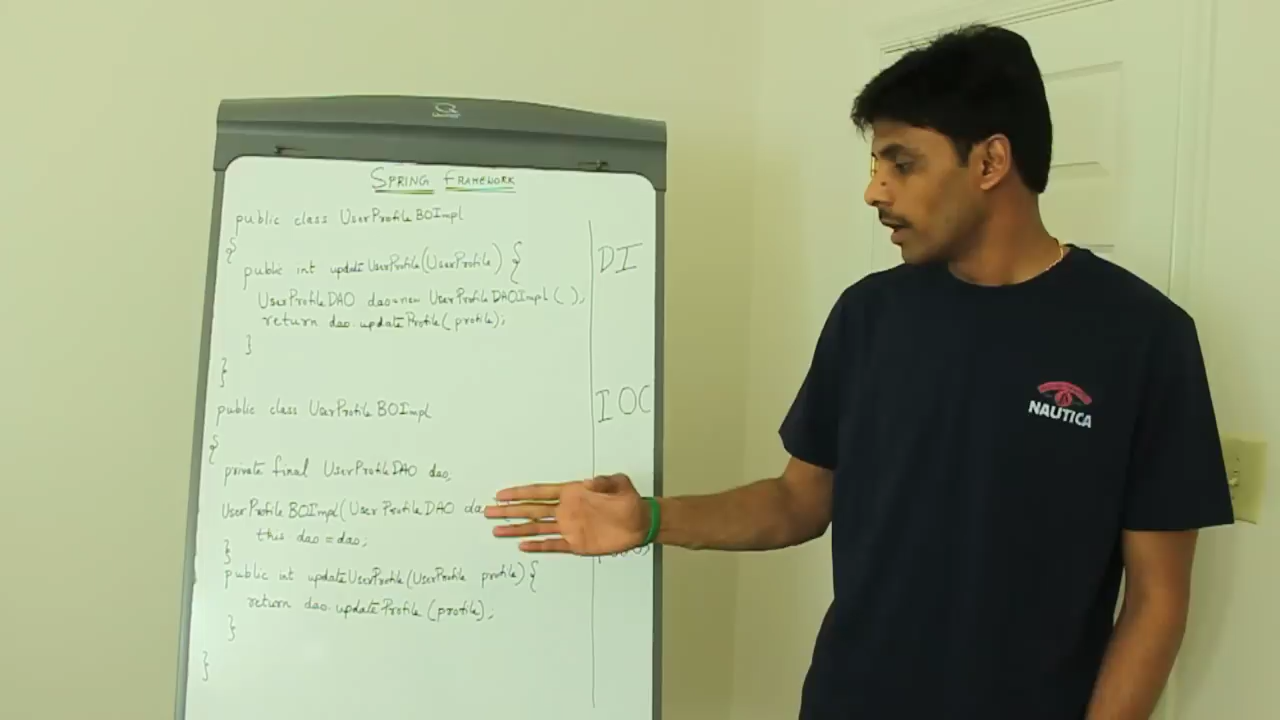 SPRING FRAMEWORK
public class UserProfileBOImpl
{
public int updateUserProfile(UserProfile) {
UserProfileDAO dao=new UserProfileDAOImpl( );
return dao.updateProfile(profile);
}
}
public class UserProfileBOImpl
{
private final UserProfileDAO dao;
UserProfileBOImpl(UserProfileDAO
this dao = dao;
}
public int updateUserProfile(UserProfile profile) {
return dao.updateProfile(profile);
}
}
DI
IOC
NAUTICA